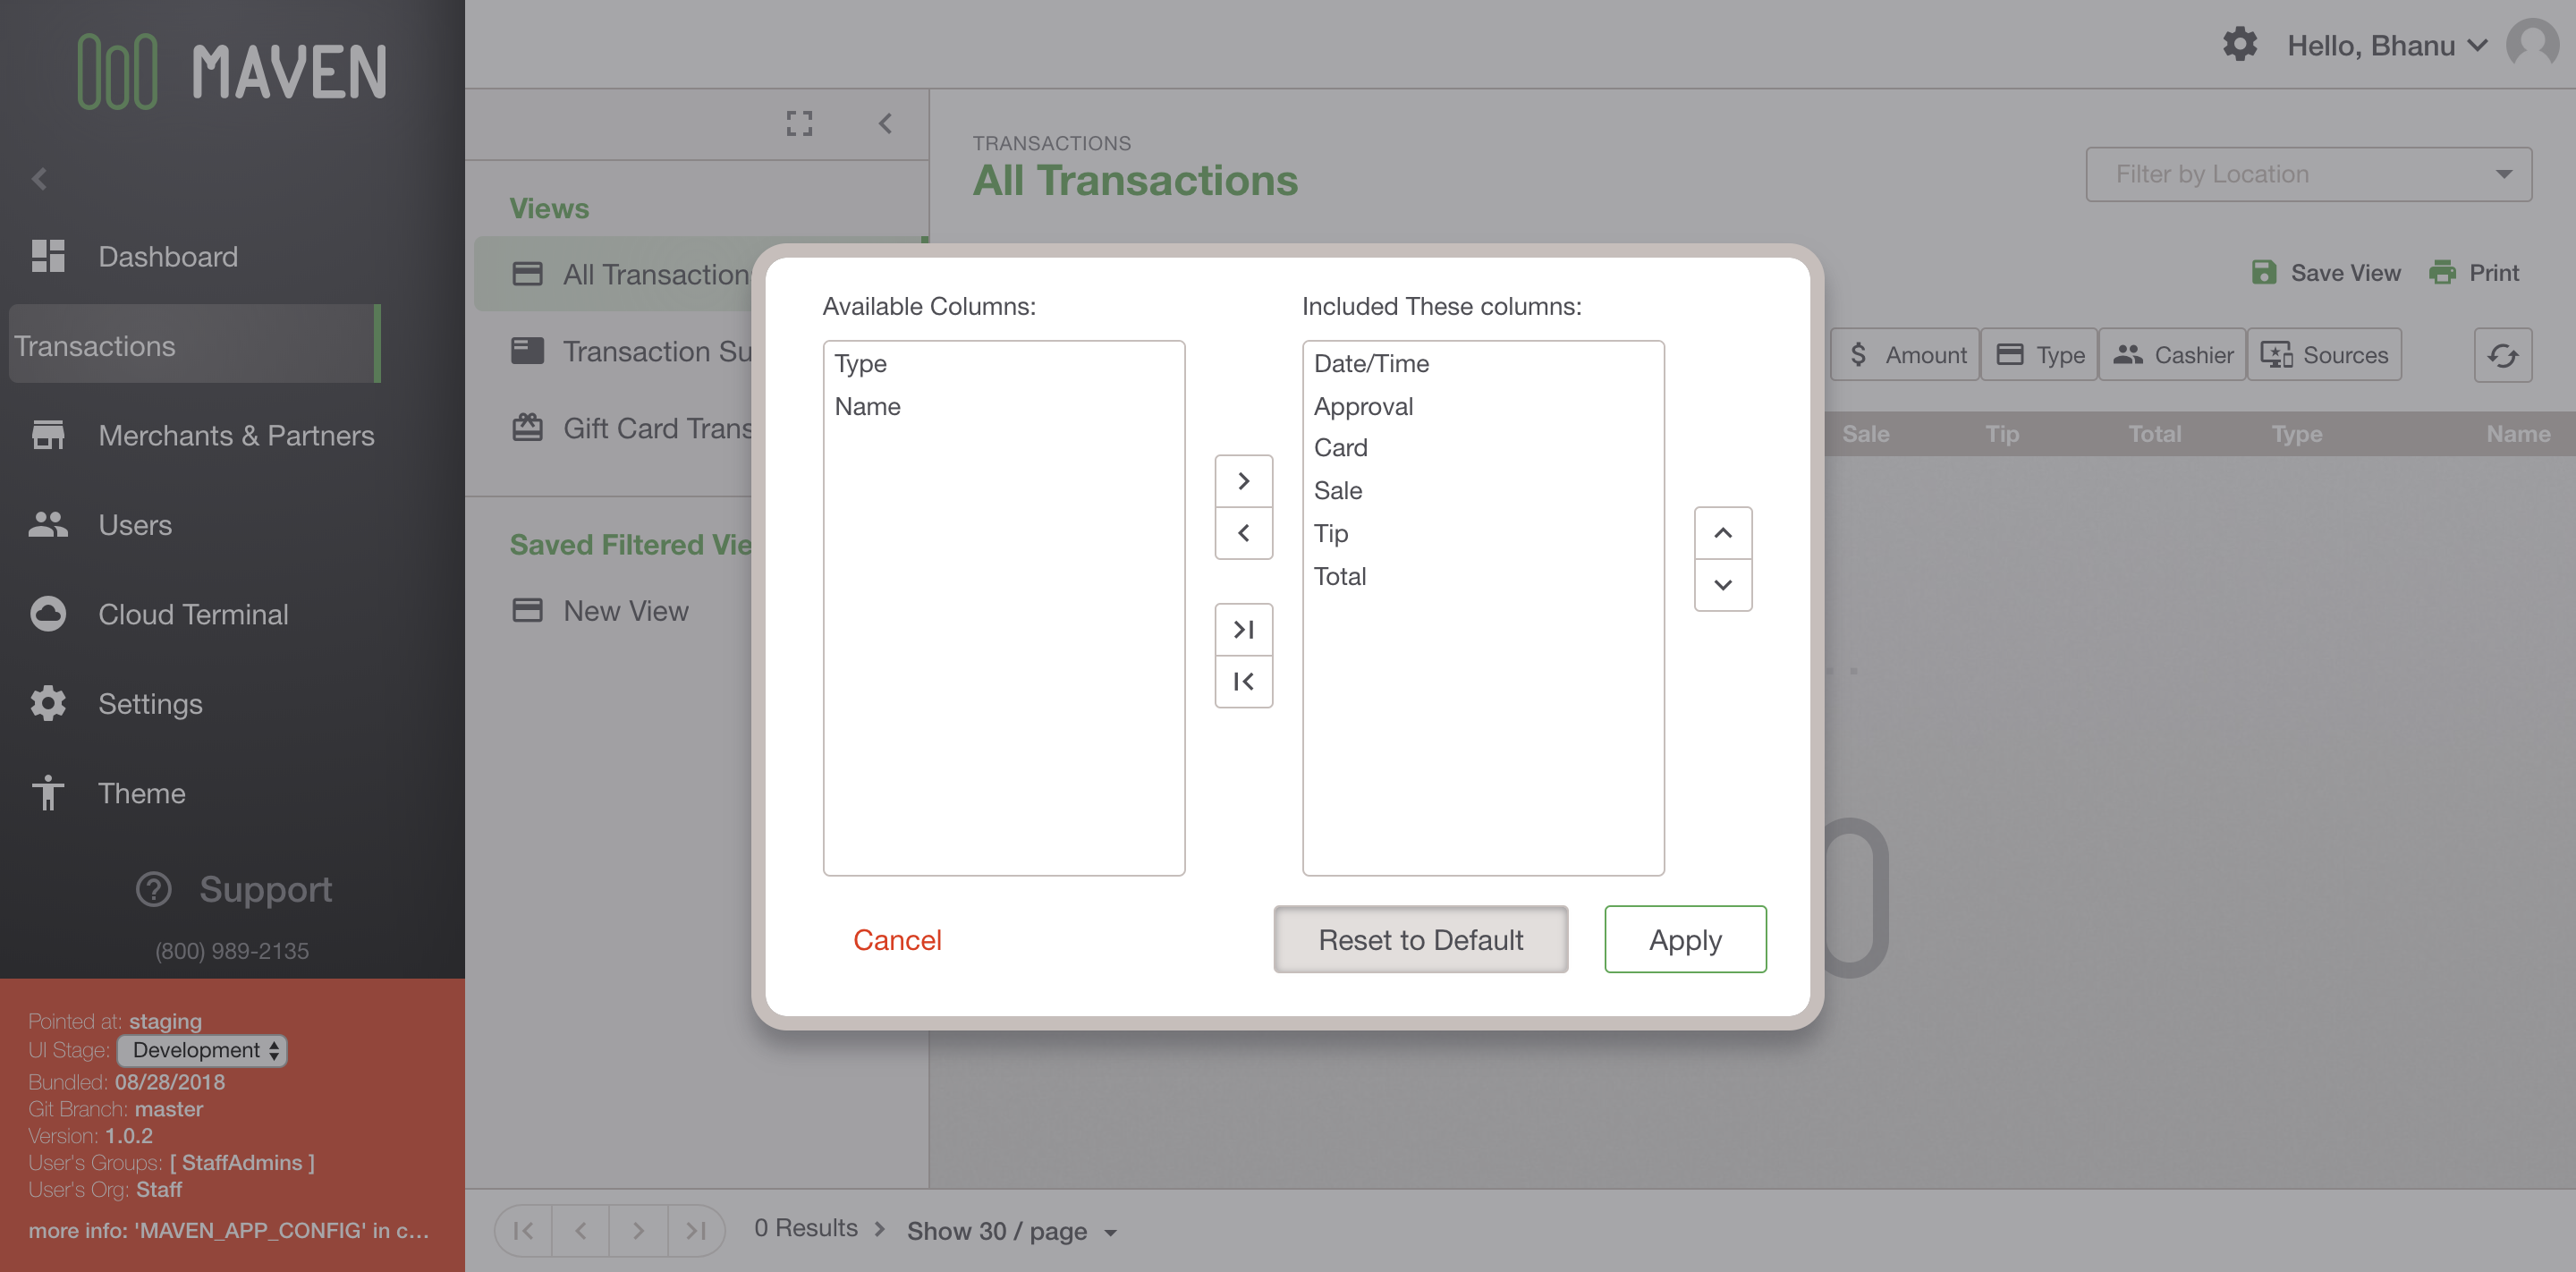 MAVEN
Dashboard
Transactions
Merchants & Partners
Users
Cloud Terminal
Settings
Theme
Support
(800) 989-2135
Pointed at: staging
UI Stage: Development
Bundled: 08/28/2018
Git Branch: master
Version: 1.0.2
User's Groups: [ StaffAdmins ]
User's Org: Staff
more info: 'MAVEN_APP_CONFIG' in c...
Hello, Bhanu
Views
All Transaction
Transaction Su
Gift Card Trans
Saved Filtered Vie
New View
TRANSACTIONS
All Transactions
Filter by Location
Save View
Print
$ Amount
Type
Cashier
Sources
Sale Tip Total Type Name
Available Columns:
Type
Name
Included These columns:
Date/Time
Approval
Card
Sale
Tip
Total
Cancel
Reset to Default
Apply
0 Results
Show 30 / page